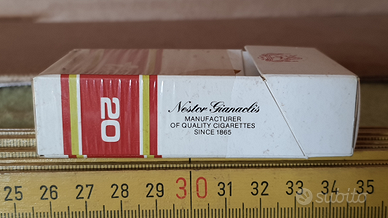 20
Nestor Gianaclis
MANUFACTURER
OF QUALITY CIGARETTES
SINCE 1865
25 26 27 28 29 30 31 32 33 34 35
subito